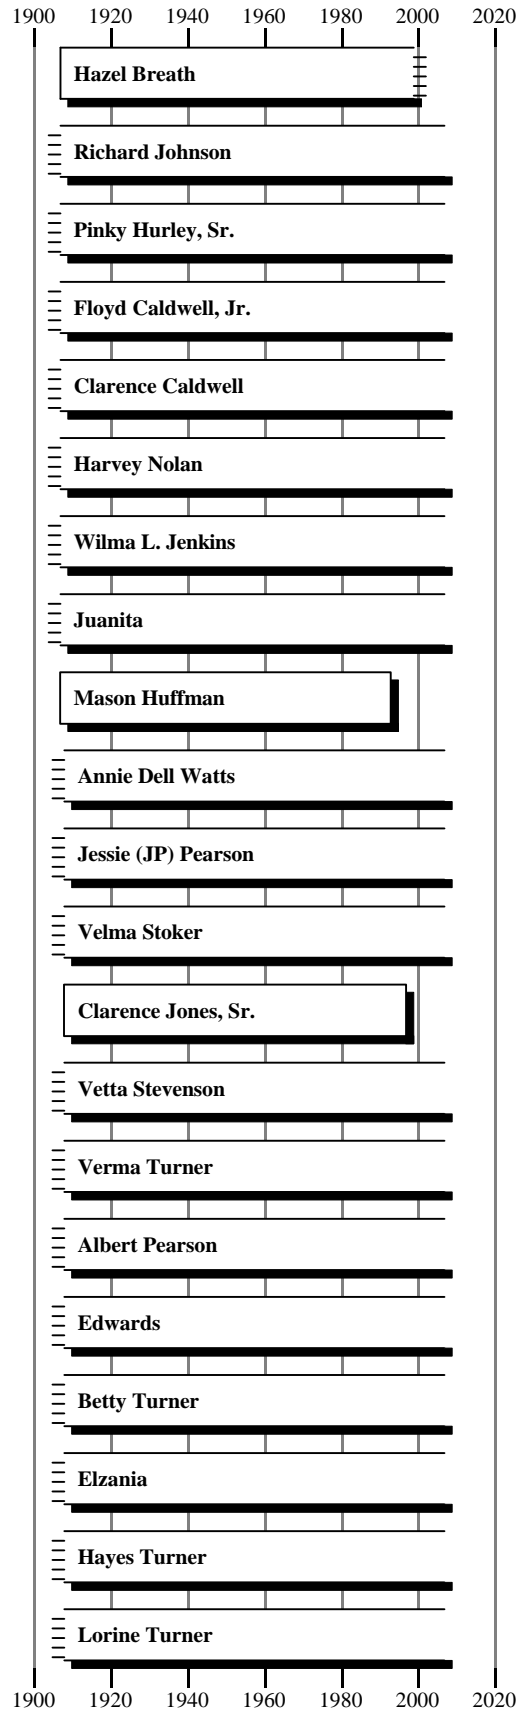 1900 1920 1940 1960 1980 2000 2020
Hazel Breath
Richard Johnson
Pinky Hurley, Sr.
Floyd Caldwell, Jr.
Clarence Caldwell
Harvey Nolan
Wilma L. Jenkins
Juanita
Mason Huffman
Annie Dell Watts
Jessie (JP) Pearson
Velma Stoker
Clarence Jones, Sr.
Vetta Stevenson
Verma Turner
Albert Pearson
Edwards
Betty Turner
Elzania
Hayes Turner
Lorine Turner
1900 1920 1940 1960 1980 2000 2020